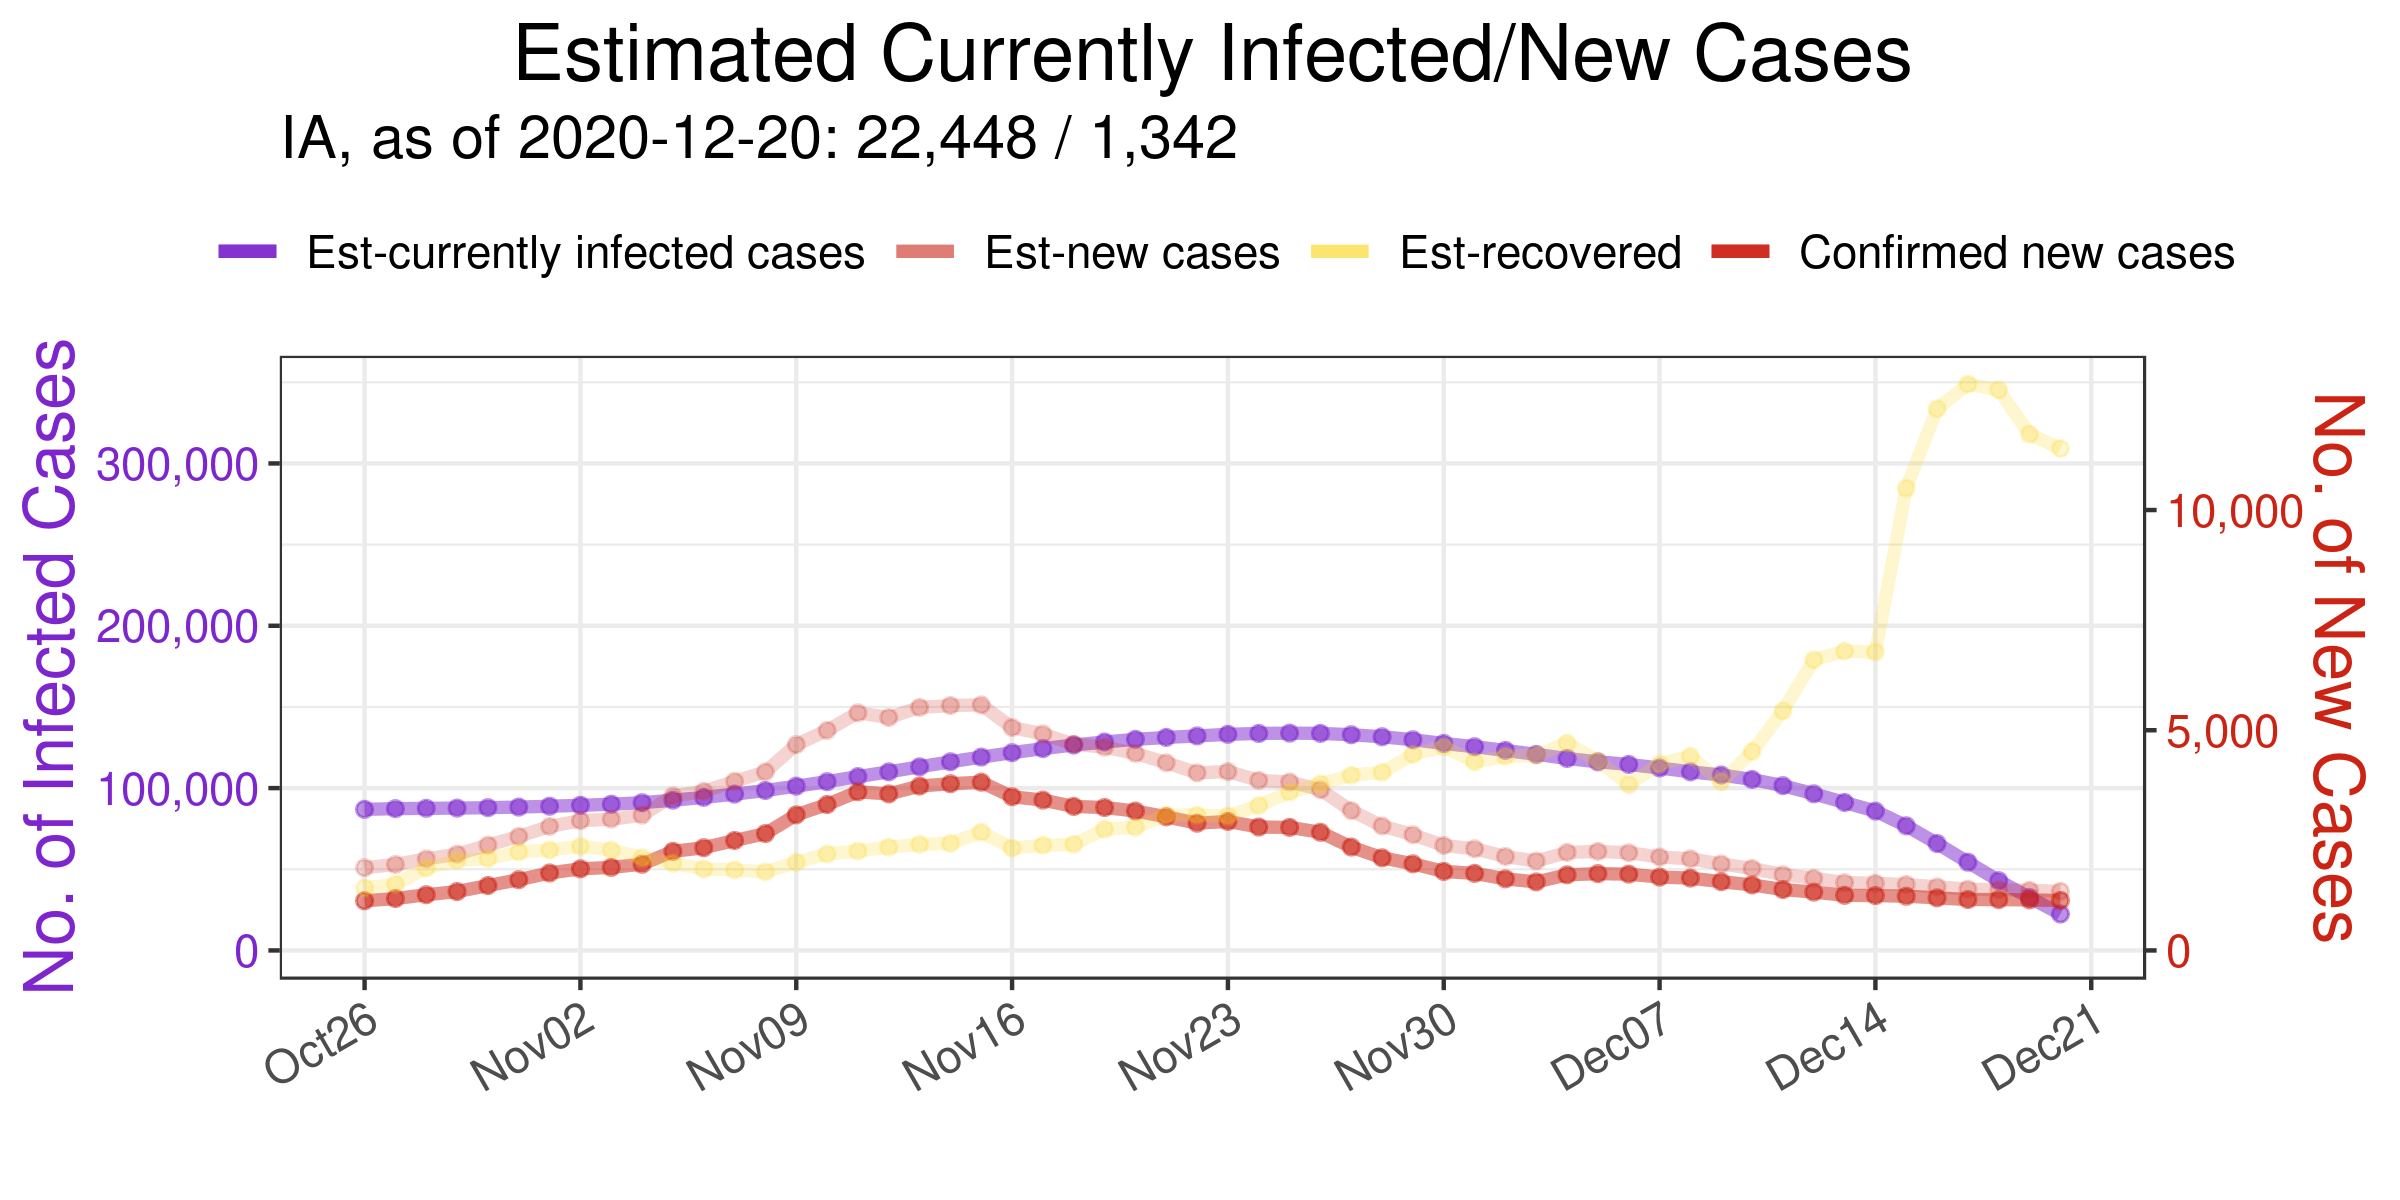 Estimated Currently Infected/New Cases
IA, as of 2020-12-20: 22,448 / 1,342
Est-currently infected cases Est-new cases Est-recovered Confirmed new cases
No. of Infected Cases
300,000
200,000
100,000
0
10,000
5,000
0
No. of New Cases
Oct26 Nov02 Nov09 Nov16 Nov23 Nov30 Dec07 Dec14 Dec21